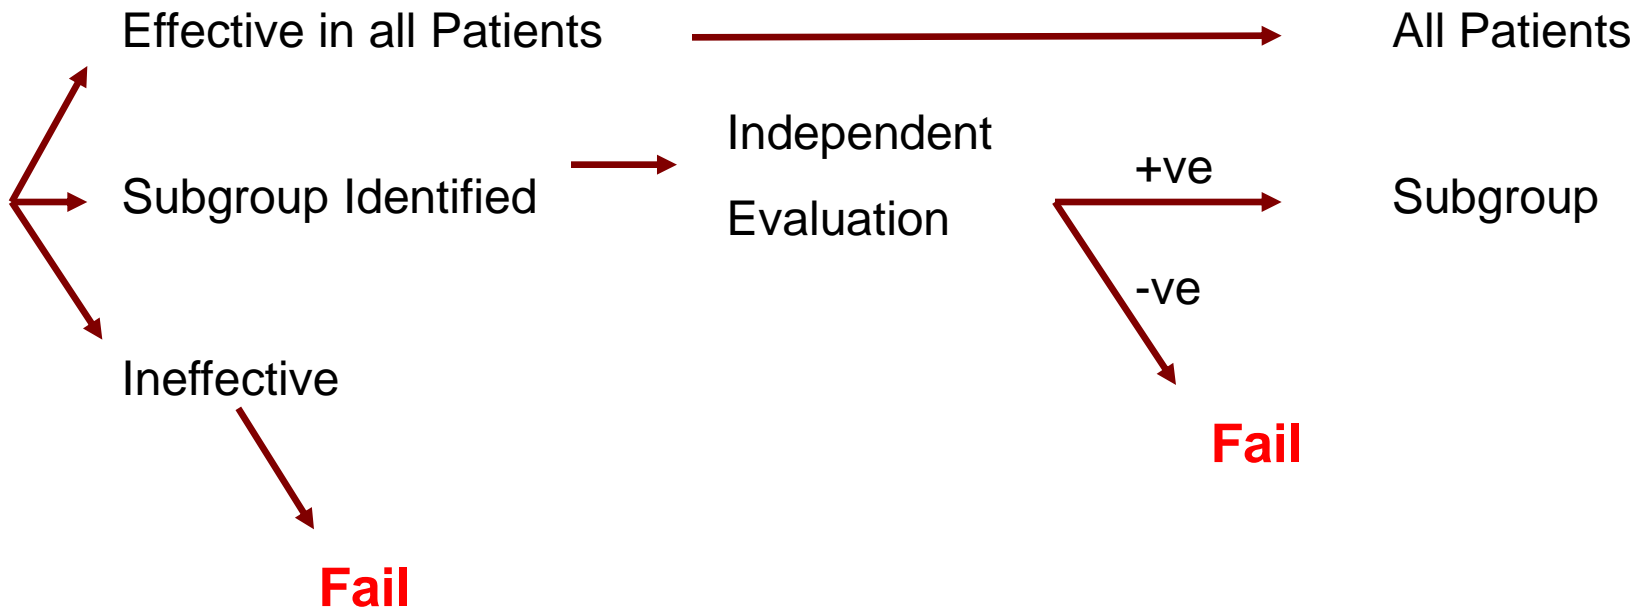 Effective in all Patients
All Patients
Independent
Evaluation
Subgroup Identified
+ve
Subgroup
-ve
Ineffective
Fail
Fail